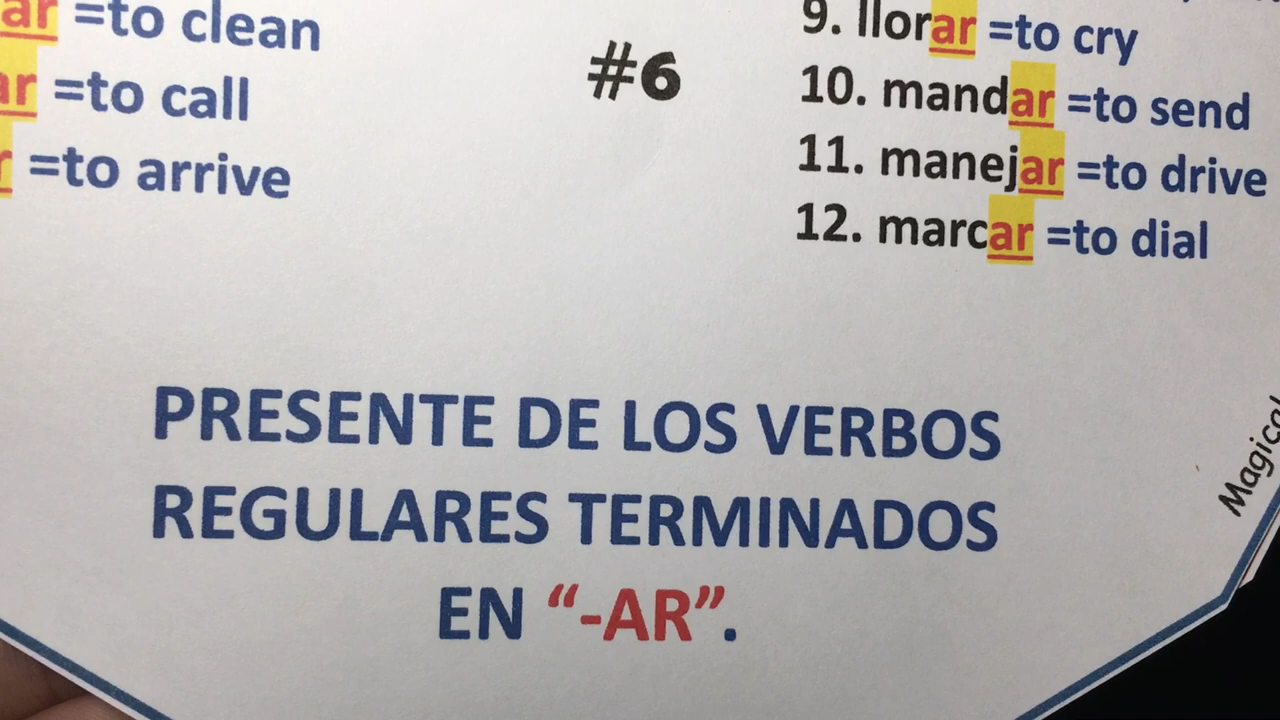 ar =to clean
ar =to call
r =to arrive
#6
9. llorar =to cry
10. mandar =to send
11. manejar =to drive
12. marcar =to dial
PRESENTE DE LOS VERBOS
REGULARES TERMINADOS
EN “-AR”.
Magical